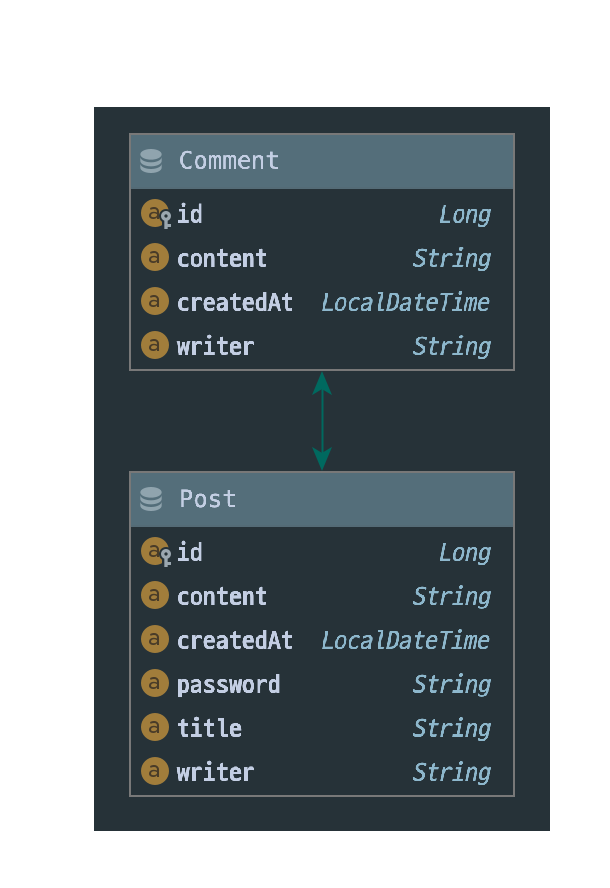 Comment
a id Long
a content String
a createdAt LocalDateTime
a writer String
Post
a id Long
a content String
a createdAt LocalDateTime
a password String
a title String
a writer String